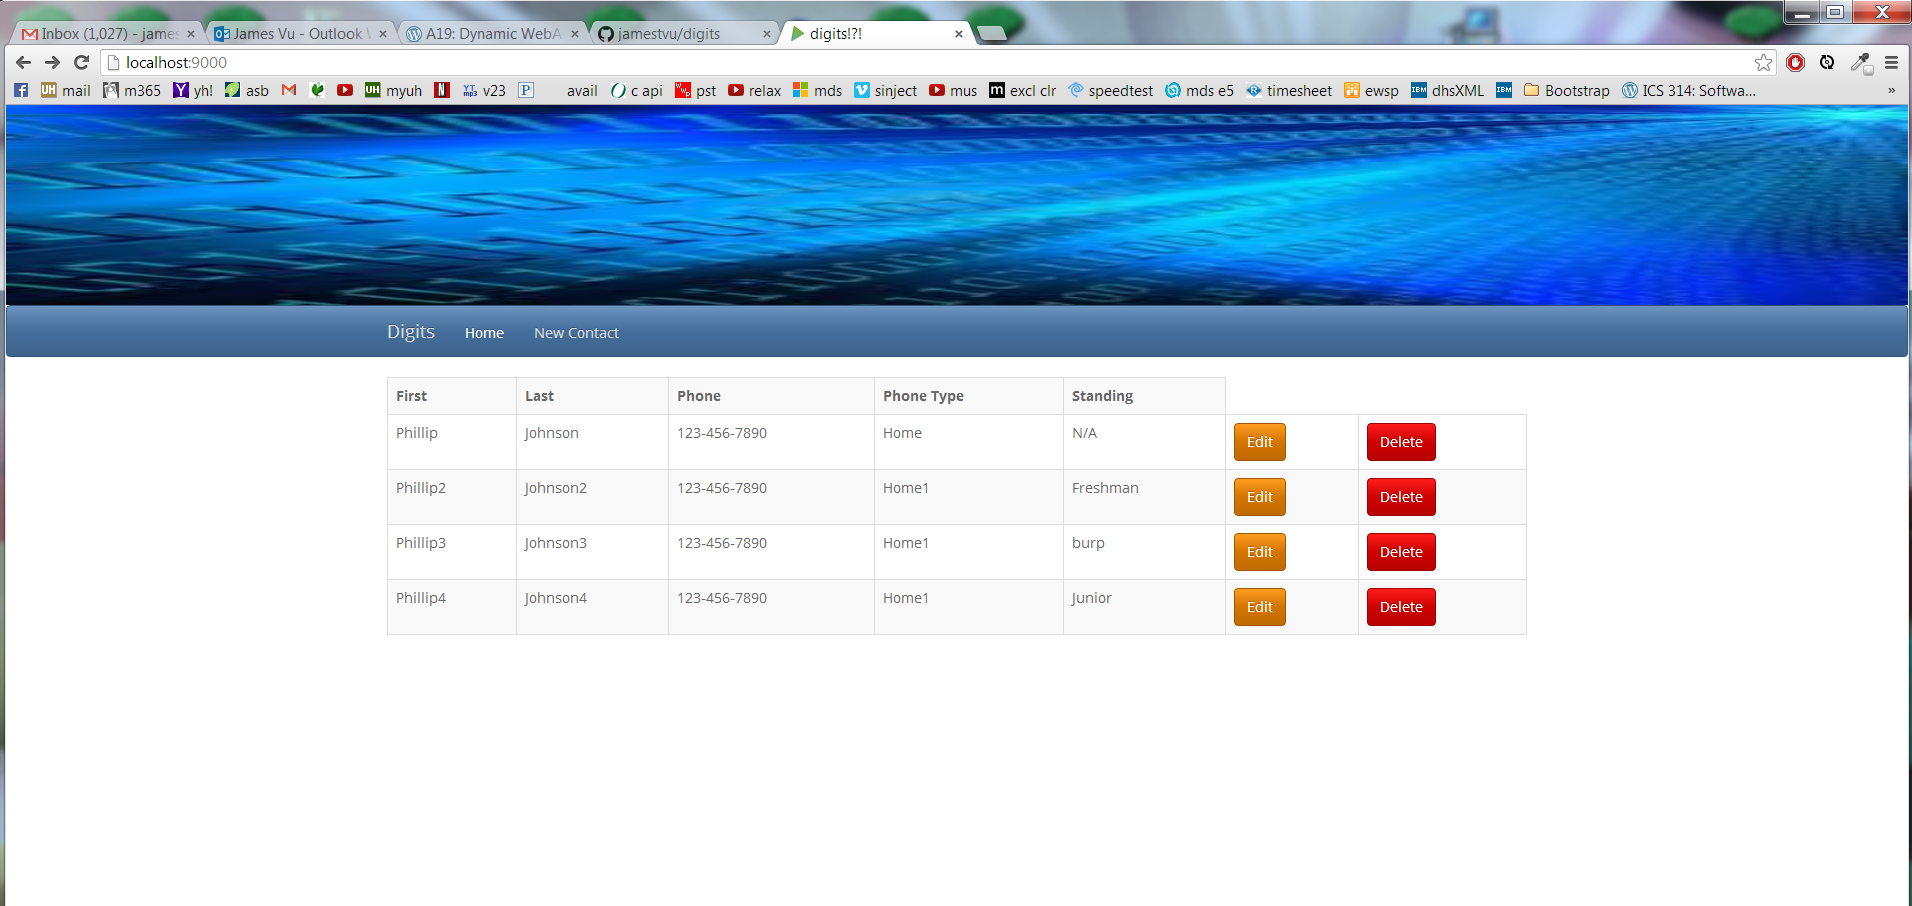 Inbox (1,027) - james
James Vu - Outlook
A19: Dynamic WebA
jamestvu/digits
digits!?!
localhost:9000
mail m365 yh! asb myuh v23 avail c api pst relax mds sinject mus excl clr speedtest mds e5 timesheet ewsp dhsXML Bootstrap ICS 314: Softwa... »
Digits Home New Contact
First Last Phone Phone Type Standing
Phillip Johnson 123-456-7890 Home N/A Edit Delete
Phillip2 Johnson2 123-456-7890 Home1 Freshman Edit Delete
Phillip3 Johnson3 123-456-7890 Home1 burp Edit Delete
Phillip4 Johnson4 123-456-7890 Home1 Junior Edit Delete